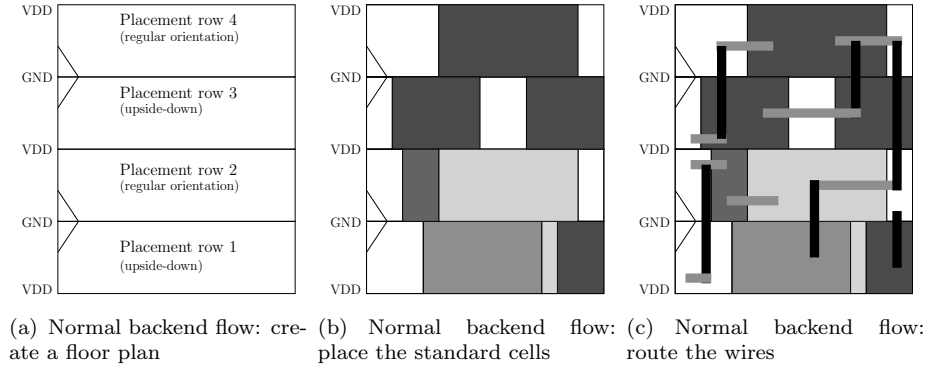 VDD
Placement row 4
(regular orientation)
GND
Placement row 3
(upside-down)
VDD
Placement row 2
(regular orientation)
GND
Placement row 1
(upside-down)
VDD
(a) Normal backend flow: cre-
ate a floor plan
VDD
GND
VDD
GND
VDD
(b) Normal backend flow:
place the standard cells
VDD
GND
VDD
GND
VDD
(c) Normal backend flow:
route the wires